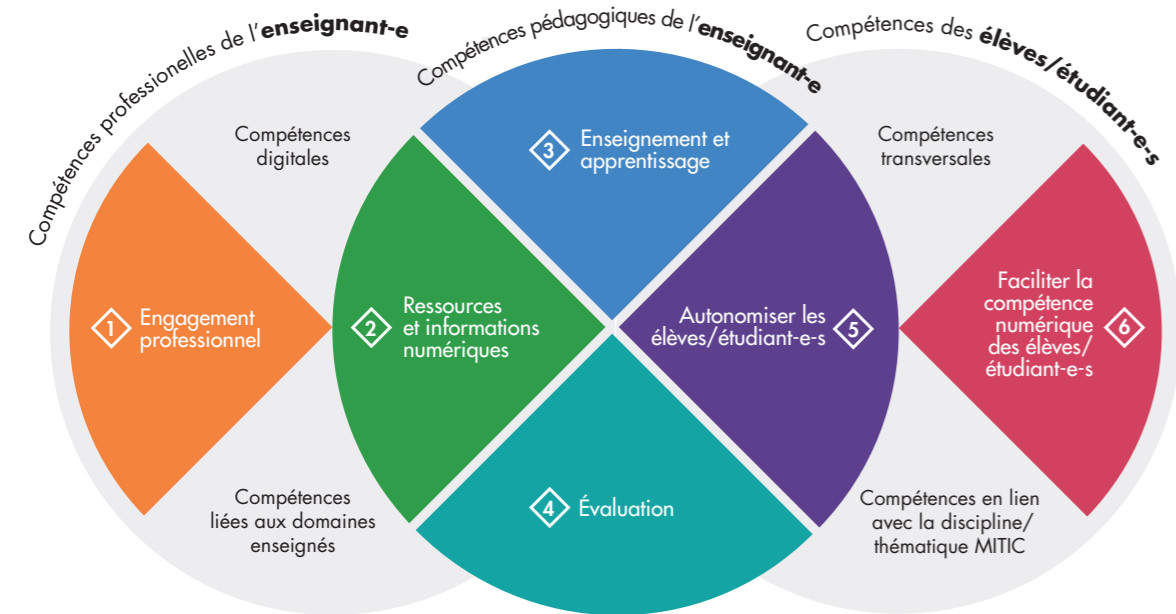 Compétences professionelles de l'enseignant-e
Compétences pédagogiques de l'enseignant-e
Compétences des élèves/étudiant-e-s
Compétences
digitales
3
Enseignement et
apprentissage
Compétences
transversales
1
Engagement
professionnel
2
Ressources
et informations
numériques
Autonomiser les
élèves/étudiant-e-s
5
Faciliter la
compétence
numérique
des élèves/
étudiant-e-s
6
Compétences
liées aux domaines
enseignés
4
Évaluation
Compétences en lien
avec la discipline/
thématique MITIC